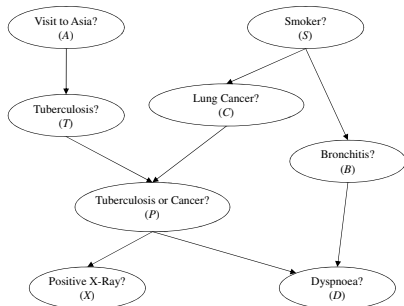 Visit to Asia?
(A)
Smoker?
(S)
Tuberculosis?
(T)
Lung Cancer?
(C)
Bronchitis?
(B)
Tuberculosis or Cancer?
(P)
Positive X-Ray?
(X)
Dyspnoea?
(D)